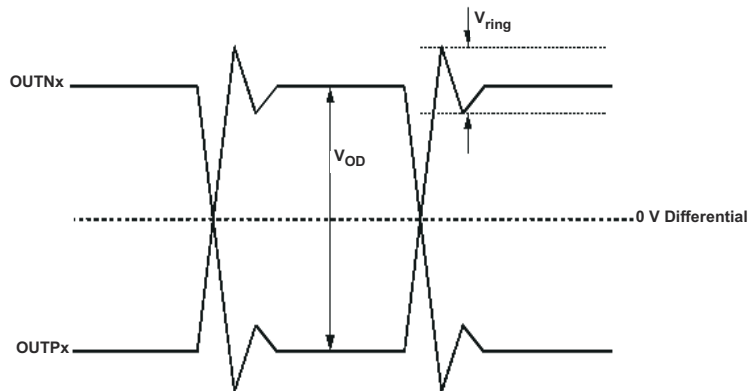 Vring
OUTNx
VOD
0 V Differential
OUTPx